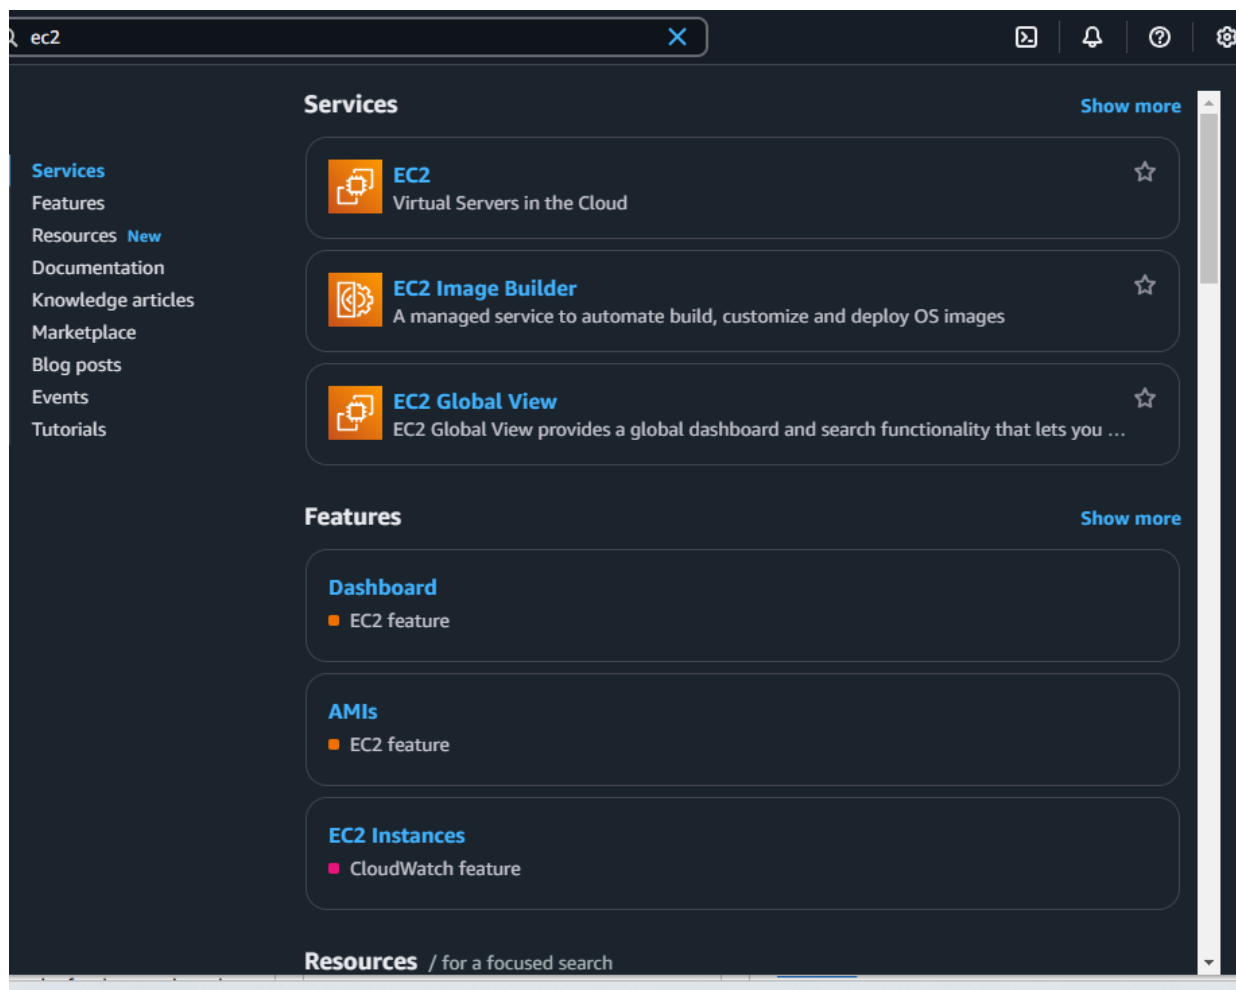 ec2
Services
Features
Resources New
Documentation
Knowledge articles
Marketplace
Blog posts
Events
Tutorials
Services
Show more
EC2
Virtual Servers in the Cloud
EC2 Image Builder
A managed service to automate build, customize and deploy OS images
EC2 Global View
EC2 Global View provides a global dashboard and search functionality that lets you ...
Features
Show more
Dashboard
EC2 feature
AMIs
EC2 feature
EC2 Instances
CloudWatch feature
Resources / for a focused search